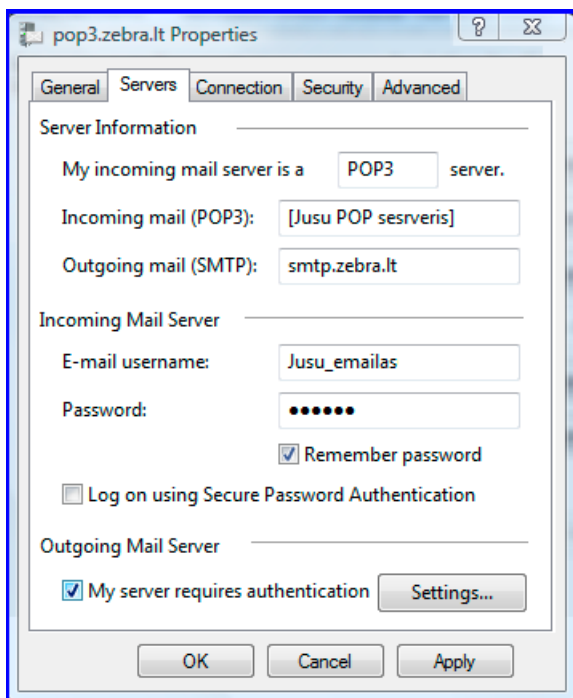 pop3.zebra.lt Properties
General Servers Connection Security Advanced
Server Information
My incoming mail server is a POP3 server.
Incoming mail (POP3): [Jusu POP sesrveris]
Outgoing mail (SMTP): smtp.zebra.lt
Incoming Mail Server
E-mail username: Jusu_emailas
Password: ●●●●●●
Remember password
Log on using Secure Password Authentication
Outgoing Mail Server
My server requires authentication Settings...
OK Cancel Apply